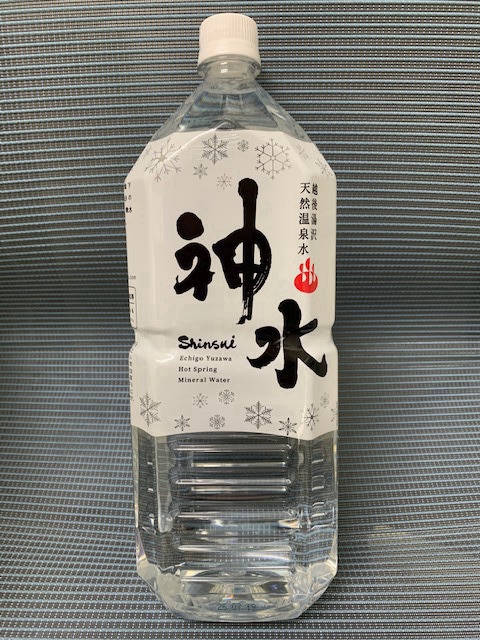 越後湯沢
天然温泉水
神水
Shinsui
Echigo Yuzawa
Hot Spring
Mineral Water